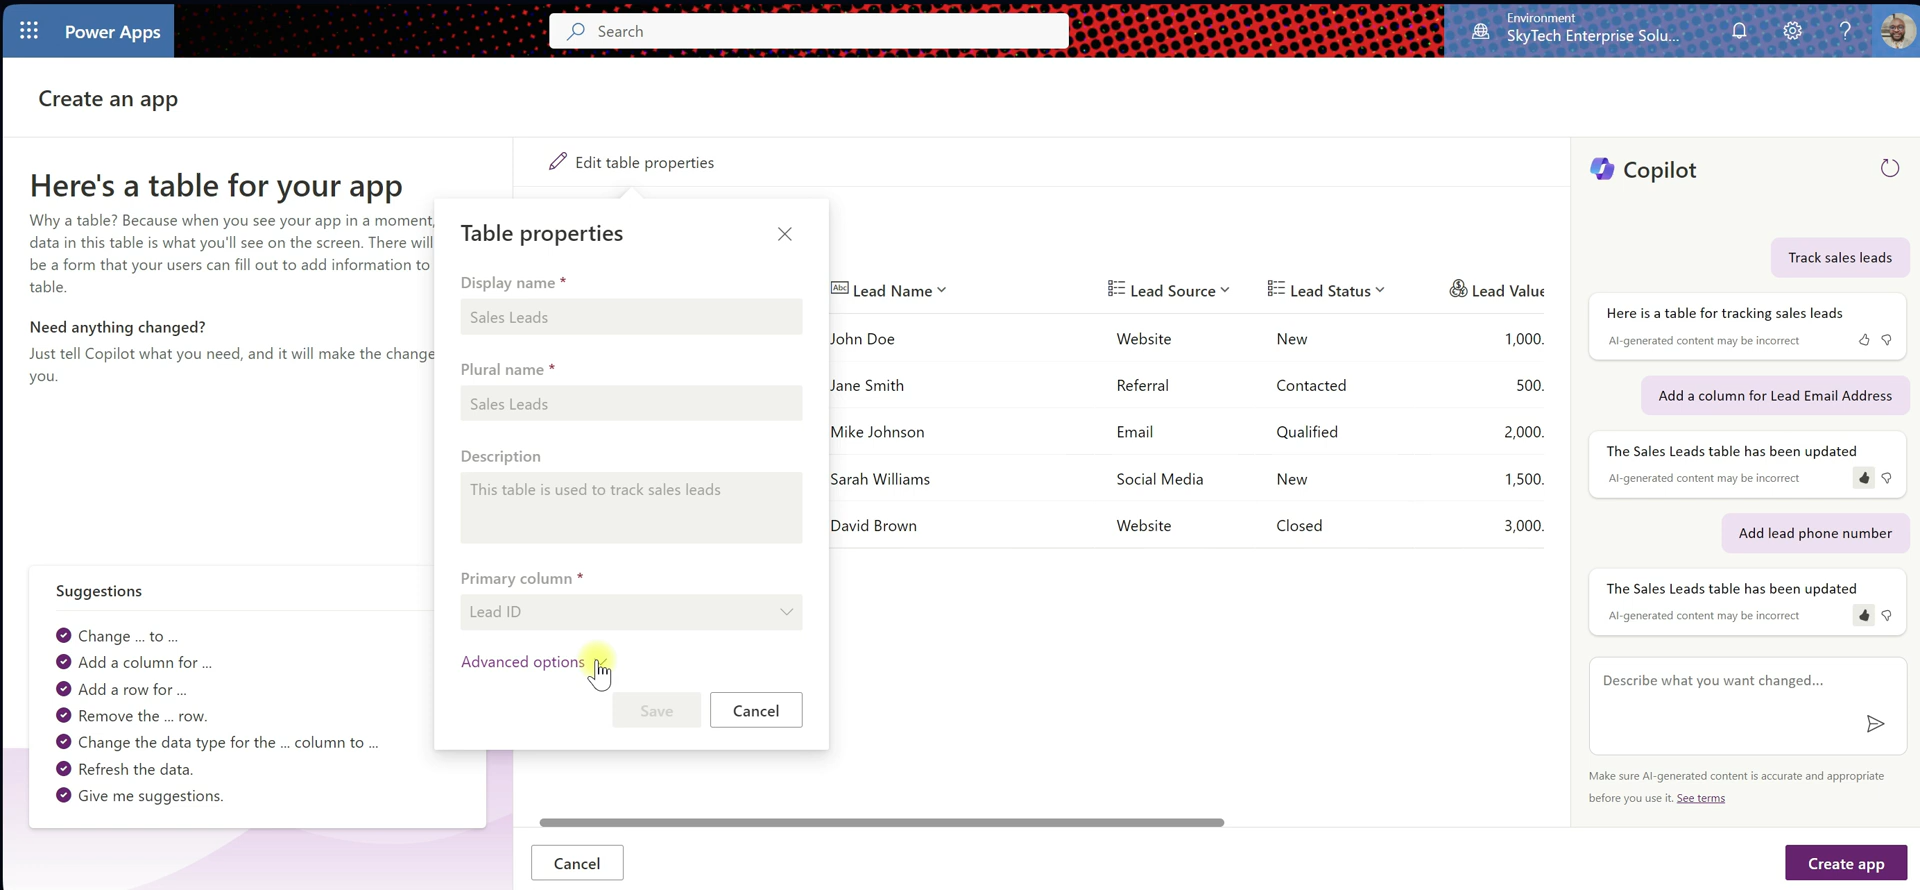 Power Apps
Search
Environment
SkyTech Enterprise Solu...
Create an app
Here's a table for your app
Why a table? Because when you see your app in a moment,
data in this table is what you'll see on the screen. There will
be a form that your users can fill out to add information to
table.
Need anything changed?
Just tell Copilot what you need, and it will make the change
you.
Suggestions
Change ... to ...
Add a column for ...
Add a row for ...
Remove the ... row.
Change the data type for the ... column to ...
Refresh the data.
Give me suggestions.
Edit table properties
Table properties
Display name *
Sales Leads
Plural name *
Sales Leads
Description
This table is used to track sales leads
Primary column *
Lead ID
Advanced options
Save
Cancel
Abc Lead Name
Lead Source
Lead Status
Lead Value
John Doe
Website
New
1,000.
Jane Smith
Referral
Contacted
500.
Mike Johnson
Email
Qualified
2,000.
Sarah Williams
Social Media
New
1,500.
David Brown
Website
Closed
3,000.
Cancel
Copilot
Track sales leads
Here is a table for tracking sales leads
AI-generated content may be incorrect
Add a column for Lead Email Address
The Sales Leads table has been updated
AI-generated content may be incorrect
Add lead phone number
The Sales Leads table has been updated
AI-generated content may be incorrect
Describe what you want changed...
Make sure AI-generated content is accurate and appropriate
before you use it. See terms
Create app